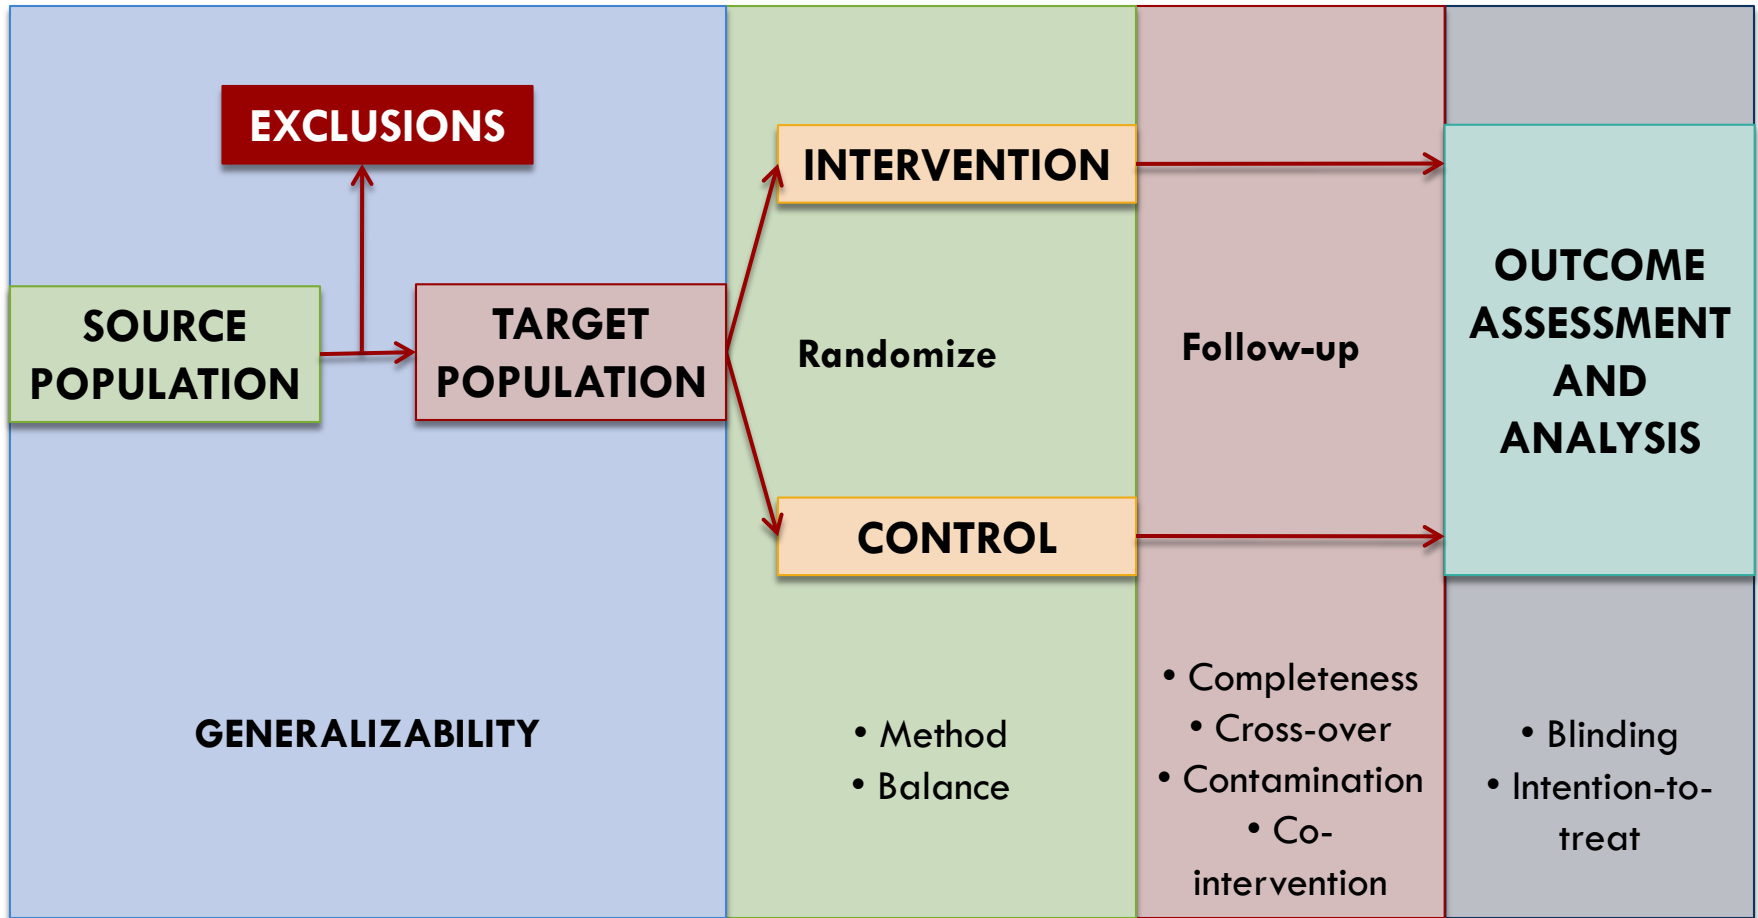 EXCLUSIONS
SOURCE
POPULATION
TARGET
POPULATION
GENERALIZABILITY
INTERVENTION
Randomize
CONTROL
• Method
• Balance
Follow-up
• Completeness
• Cross-over
• Contamination
• Co-
intervention
OUTCOME
ASSESSMENT
AND
ANALYSIS
• Blinding
• Intention-to-
treat